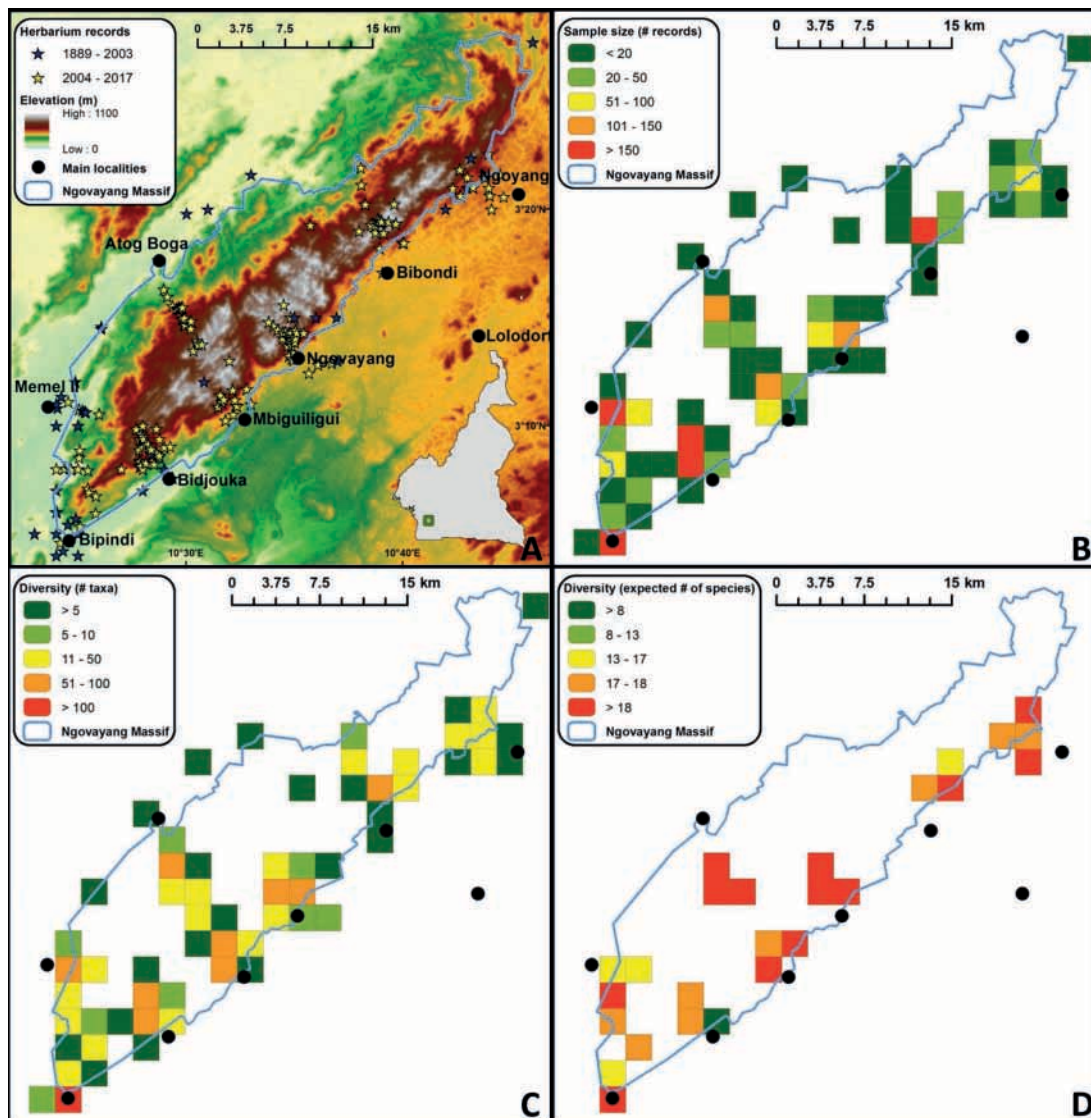 Herbarium records
1889 - 2003
2004 - 2017
Elevation (m)
High : 1100
Low : 0
Main localities
Ngovayang Massif
0 3.75 7.5 15 km
Ngoyang
3°20'N
Atog Boga
Bibondi
Lolodorf
Ngovayang
Memel II
Mbiguiligui
3°10'N
Bidjouka
Bipindi
10°30'E
10°40'E
A
Sample size (# records)
< 20
20 - 50
51 - 100
101 - 150
> 150
Ngovayang Massif
0 3.75 7.5 15 km
B
Diversity (# taxa)
> 5
5 - 10
11 - 50
51 - 100
> 100
Ngovayang Massif
0 3.75 7.5 15 km
C
Diversity (expected # of species)
> 8
8 - 13
13 - 17
17 - 18
> 18
Ngovayang Massif
0 3.75 7.5 15 km
D